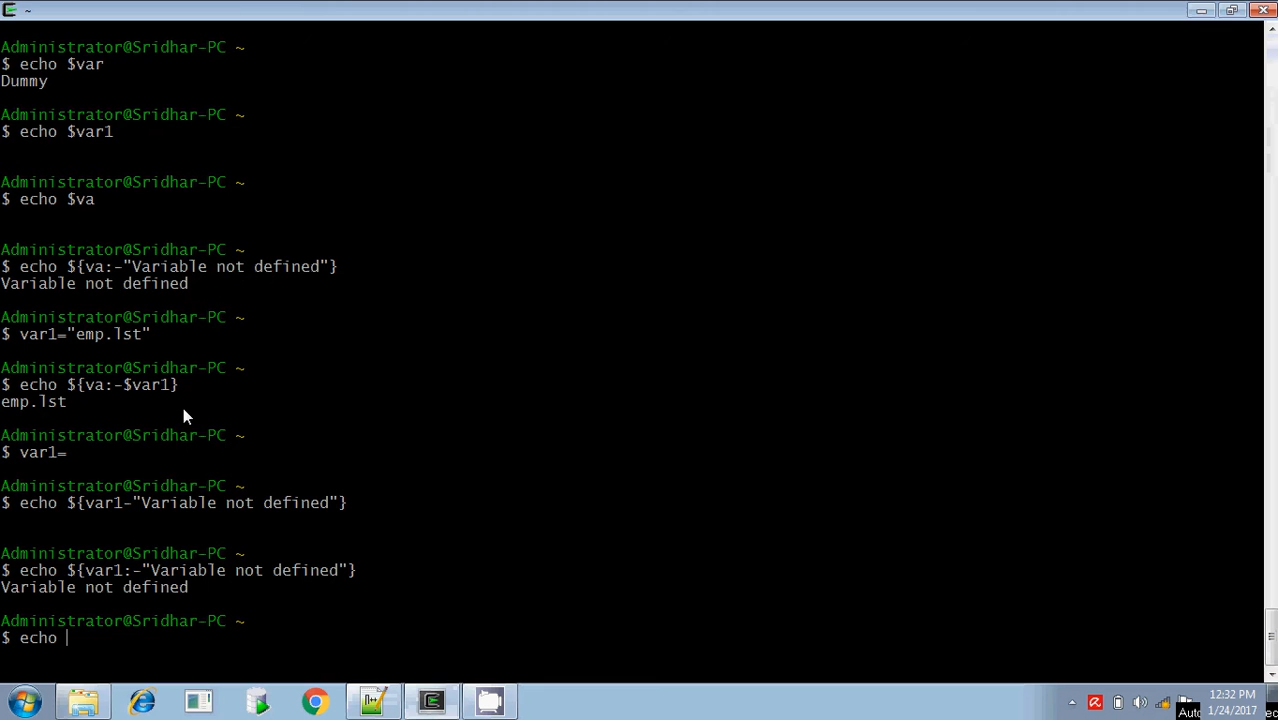 ~
Administrator@Sridhar-PC ~
$ echo $var
Dummy
Administrator@Sridhar-PC ~
$ echo $var1
Administrator@Sridhar-PC ~
$ echo $va
Administrator@Sridhar-PC ~
$ echo ${va:-"Variable not defined"}
Variable not defined
Administrator@Sridhar-PC ~
$ var1="emp.lst"
Administrator@Sridhar-PC ~
$ echo ${va:-$var1}
emp.lst
Administrator@Sridhar-PC ~
$ var1=
Administrator@Sridhar-PC ~
$ echo ${var1-"Variable not defined"}
Administrator@Sridhar-PC ~
$ echo ${var1:-"Variable not defined"}
Variable not defined
Administrator@Sridhar-PC ~
$ echo
12:32 PM
1/24/2017